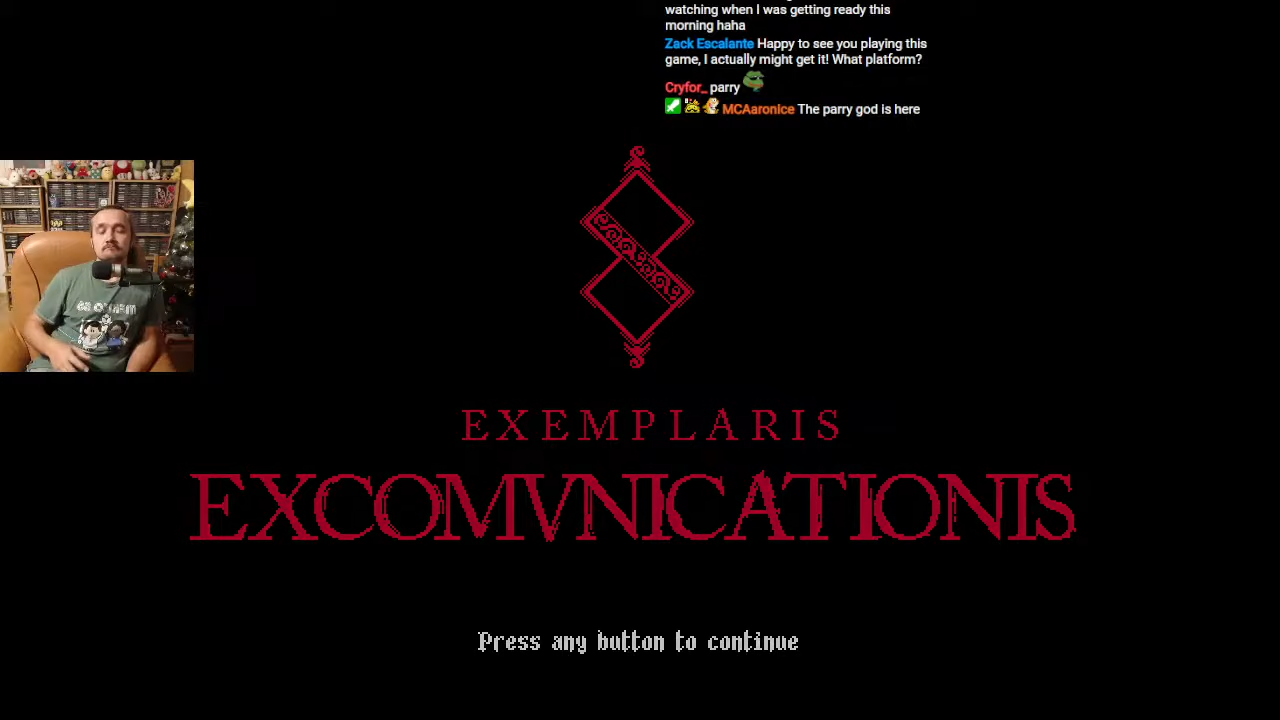 watching when I was getting ready this
morning haha
Zack Escalante Happy to see you playing this
game, I actually might get it! What platform?
Cryfor_ parry
MCAaronIce The parry god is here
EXEMPLARIS
EXCOMVNICATIONIS
Press any button to continue